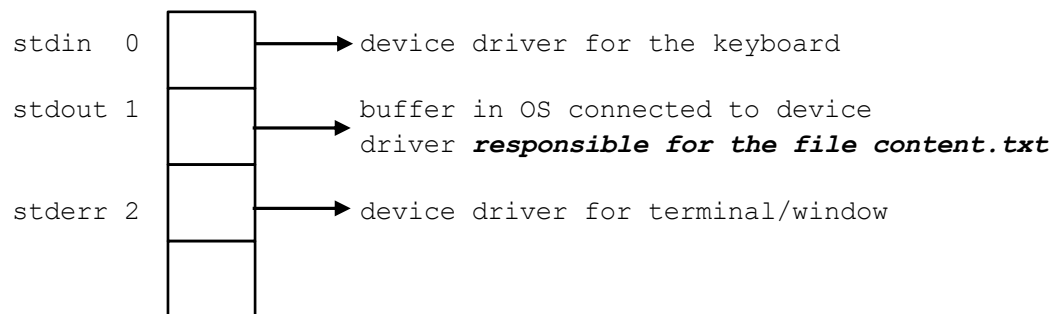 stdin 0 device driver for the keyboard
stdout 1 buffer in OS connected to device
driver responsible for the file content.txt
stderr 2 device driver for terminal/window